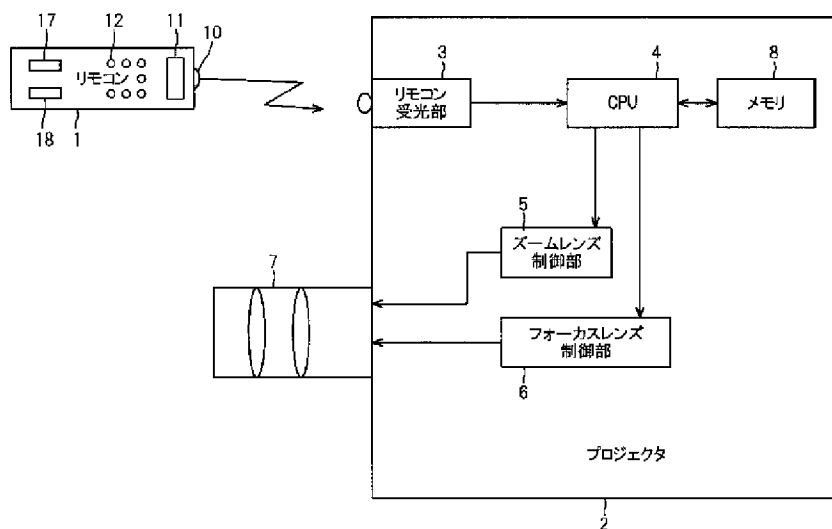 17
12
11
10
リモコン
18
1
3
リモコン
受光部
4
CPU
8
メモリ
5
ズームレンズ
制御部
7
フォーカスレンズ
制御部
6
プロジェクタ
2